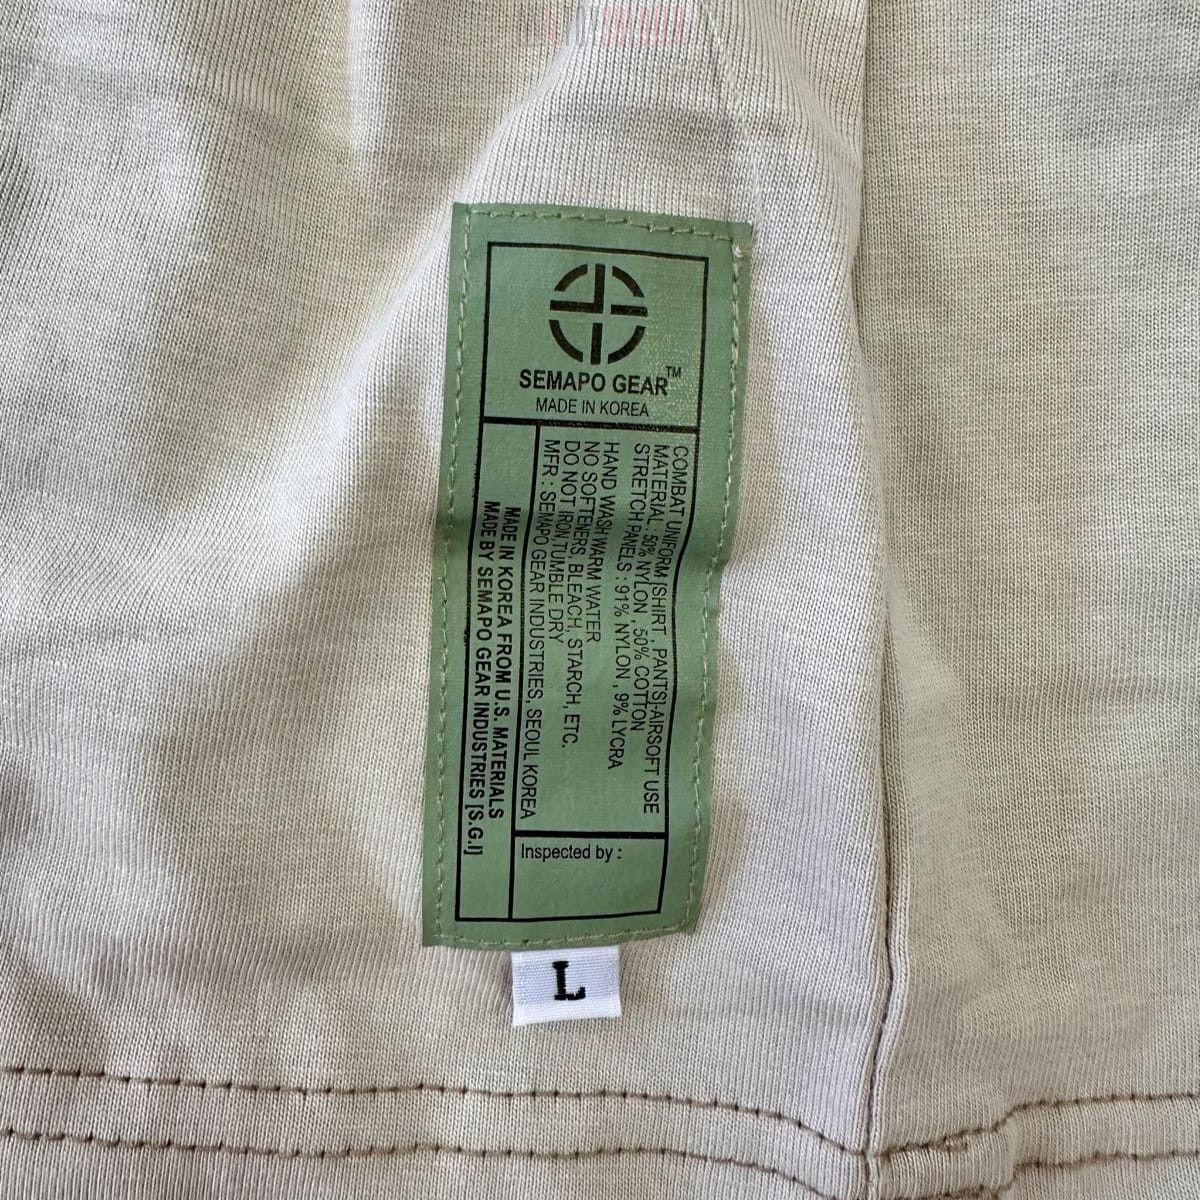 SEMAPO GEAR™
MADE IN KOREA
COMBAT UNIFORM [SHIRT , PANTS]-AIRSOFT USE
MATERIAL : 50% NYLON , 50% COTTON
STRETCH PANELS : 91% NYLON , 9% LYCRA
HAND WASH WARM WATER
NO SOFTENERS, BLEACH, STARCH, ETC.
DO NOT IRON,TUMBLE DRY
MFR : SEMAPO GEAR INDUSTRIES, SEOUL KOREA
MADE IN KOREA FROM U.S. MATERIALS
MADE BY SEMAPO GEAR INDUSTRIES [S.G.I]
Inspected by :
L